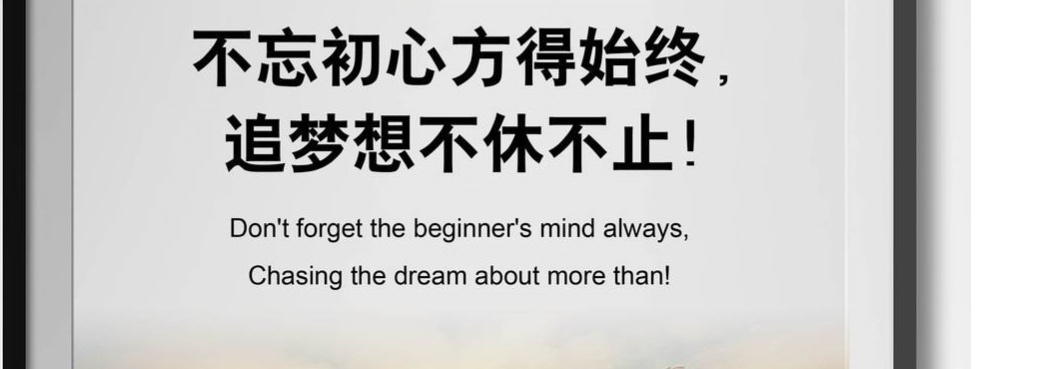 不忘初心方得始终,
追梦想不休不止!
Don't forget the beginner's mind always,
Chasing the dream about more than!